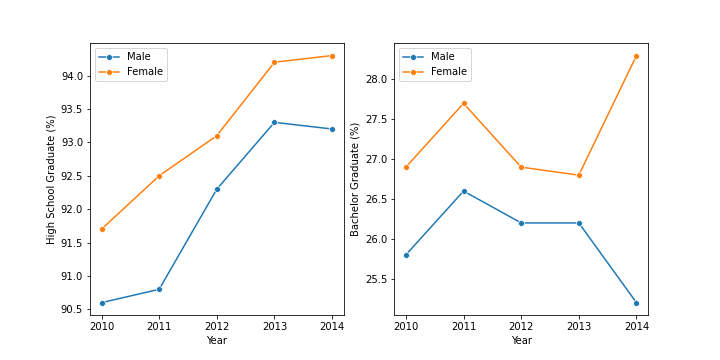 Male
Female
High School Graduate (%)
94.0
93.5
93.0
92.5
92.0
91.5
91.0
90.5
2010 2011 2012 2013 2014
Year
Male
Female
Bachelor Graduate (%)
28.0
27.5
27.0
26.5
26.0
25.5
2010 2011 2012 2013 2014
Year